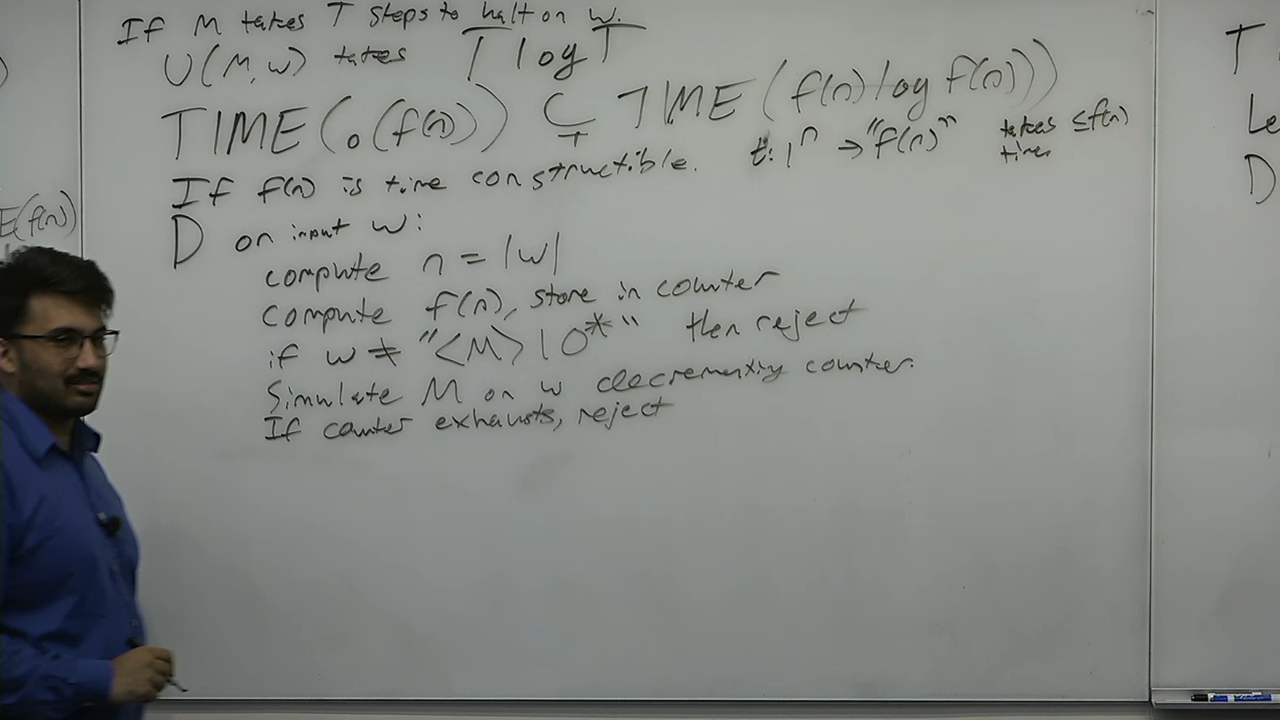 If M takes T steps to halt on w.
U(M,w) takes T log T
TIME(o(f(n))) ⊊ TIME(f(n) log f(n)))
If f(n) is time constructible. t: 1^n → "f(n)" takes ≤f(n) time
D on input w:
compute n = |w|
compute f(n), store in counter
if w ≠ "<M>10*" then reject
Simulate M on w decrementing counter.
If counter exhausts, reject
E(f(n))
T
Le
D